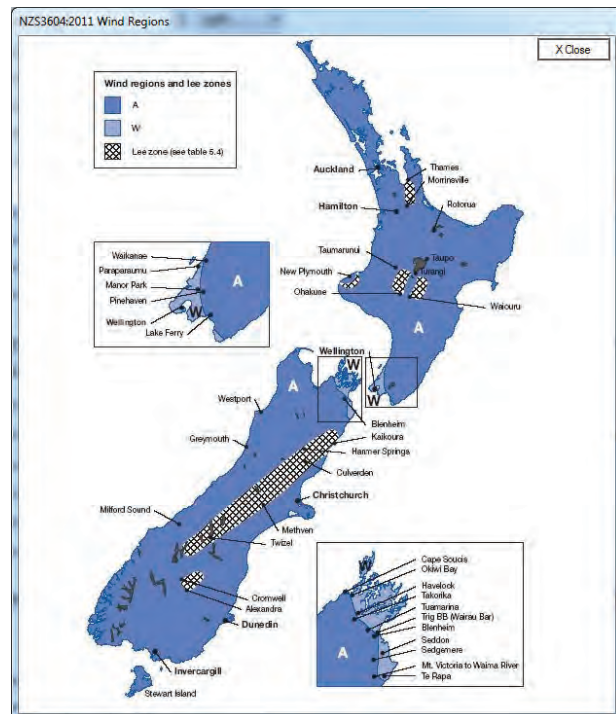 NZS3604:2011 Wind Regions
X Close
Wind regions and lee zones
A
W
Lee zone (see table 5.4)
Auckland
Thames
Morrinsville
Hamilton
Rotorua
Taumarunui
Taupo
New Plymouth
Turangi
Ohakune
Waiouru
A
Waikanae
Paraparaumu
Manor Park
Pinehaven
Wellington
Lake Ferry
A
W
Wellington
W
W
A
Westport
Blenheim
Kaikoura
Greymouth
Hanmer Springs
Culverden
Christchurch
Milford Sound
Methven
Twizel
Cromwell
Alexandra
Dunedin
A
Invercargill
Stewart Island
W
Cape Soucis
Okiwi Bay
Havelock
Takorika
Tuamarina
Trig BB (Wairau Bar)
Blenheim
Seddon
Sedgemere
A
Mt. Victoria to Waima River
Te Rapa